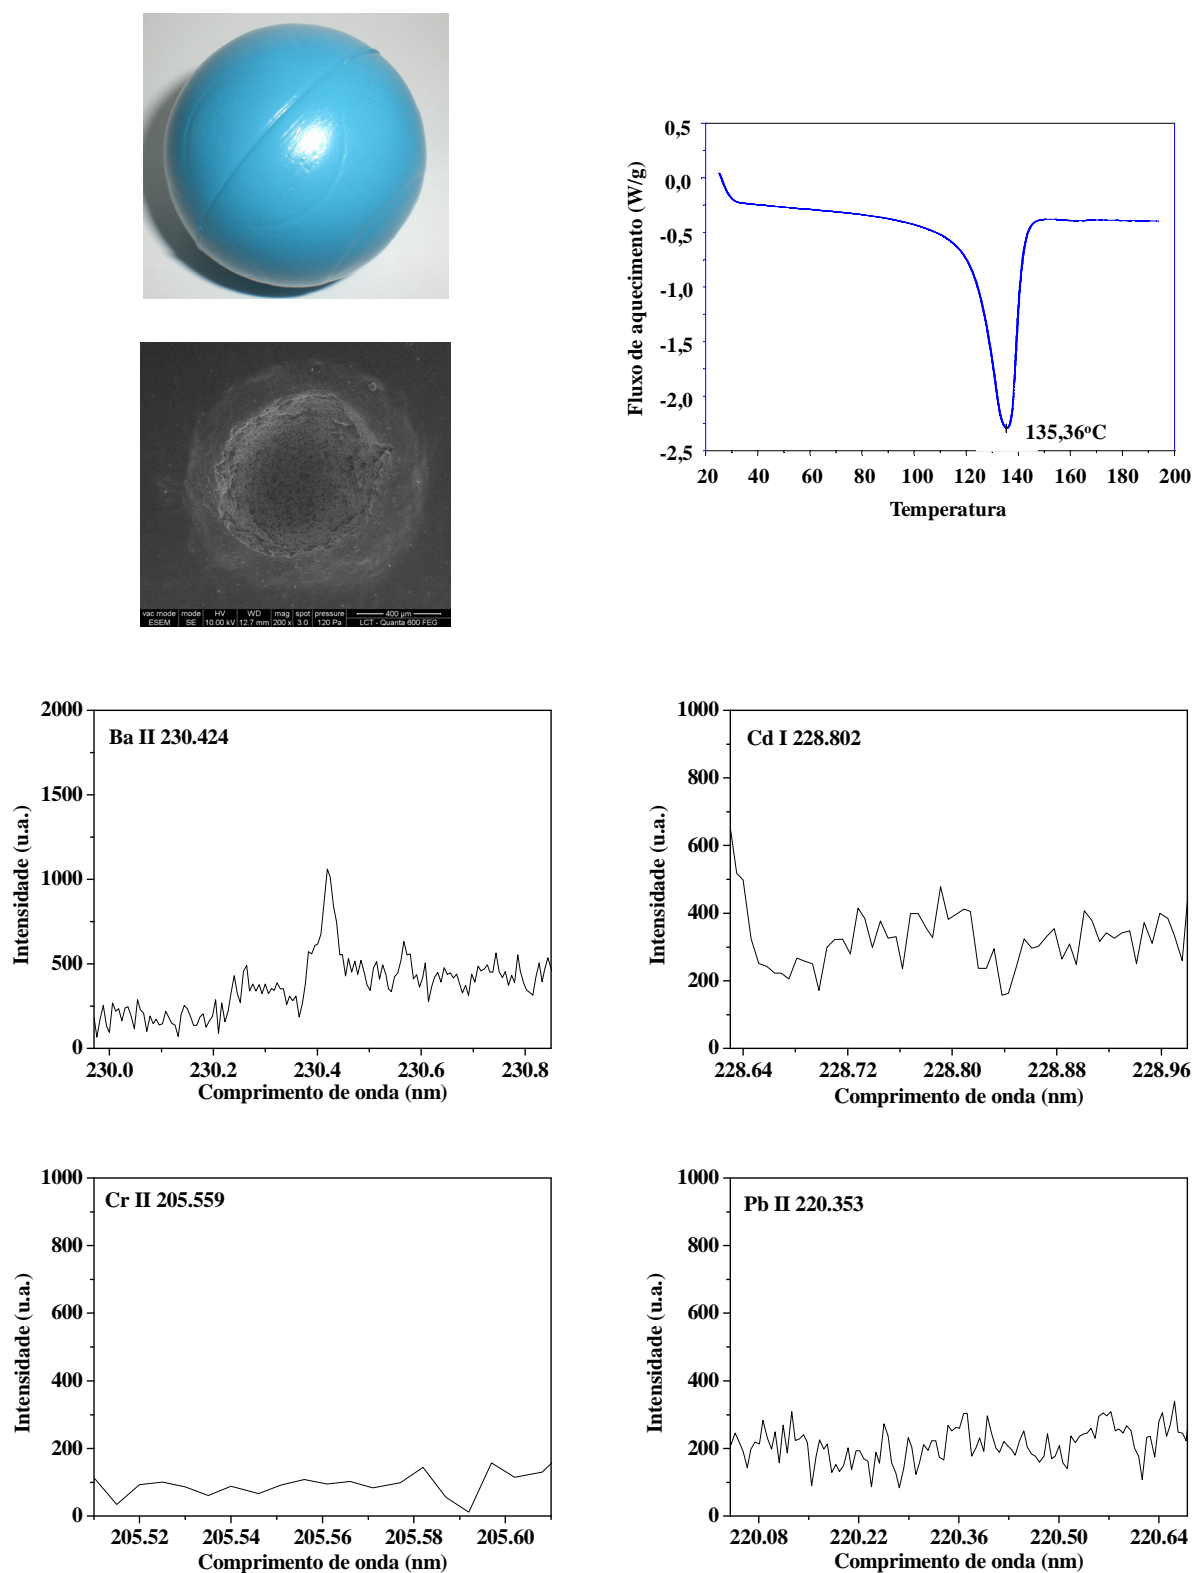 0,5
0,0
-0,5
-1,0
-1,5
-2,0
-2,5
Fluxo de aquecimento (W/g)
135,36ºC
20 40 60 80 100 120 140 160 180 200
Temperatura
vac mode mode HV WD mag spot pressure 400 µm
ESEM SE 10.00 kV 12.7 mm 200 x 3.0 120 Pa LCT - Quanta 600 FEG
Ba II 230.424
2000
1500
1000
500
0
Intensidade (u.a.)
230.0 230.2 230.4 230.6 230.8
Comprimento de onda (nm)
Cd I 228.802
1000
800
600
400
200
0
Intensidade (u.a.)
228.64 228.72 228.80 228.88 228.96
Comprimento de onda (nm)
Cr II 205.559
1000
800
600
400
200
0
Intensidade (u.a.)
205.52 205.54 205.56 205.58 205.60
Comprimento de onda (nm)
Pb II 220.353
1000
800
600
400
200
0
Intensidade (u.a.)
220.08 220.22 220.36 220.50 220.64
Comprimento de onda (nm)